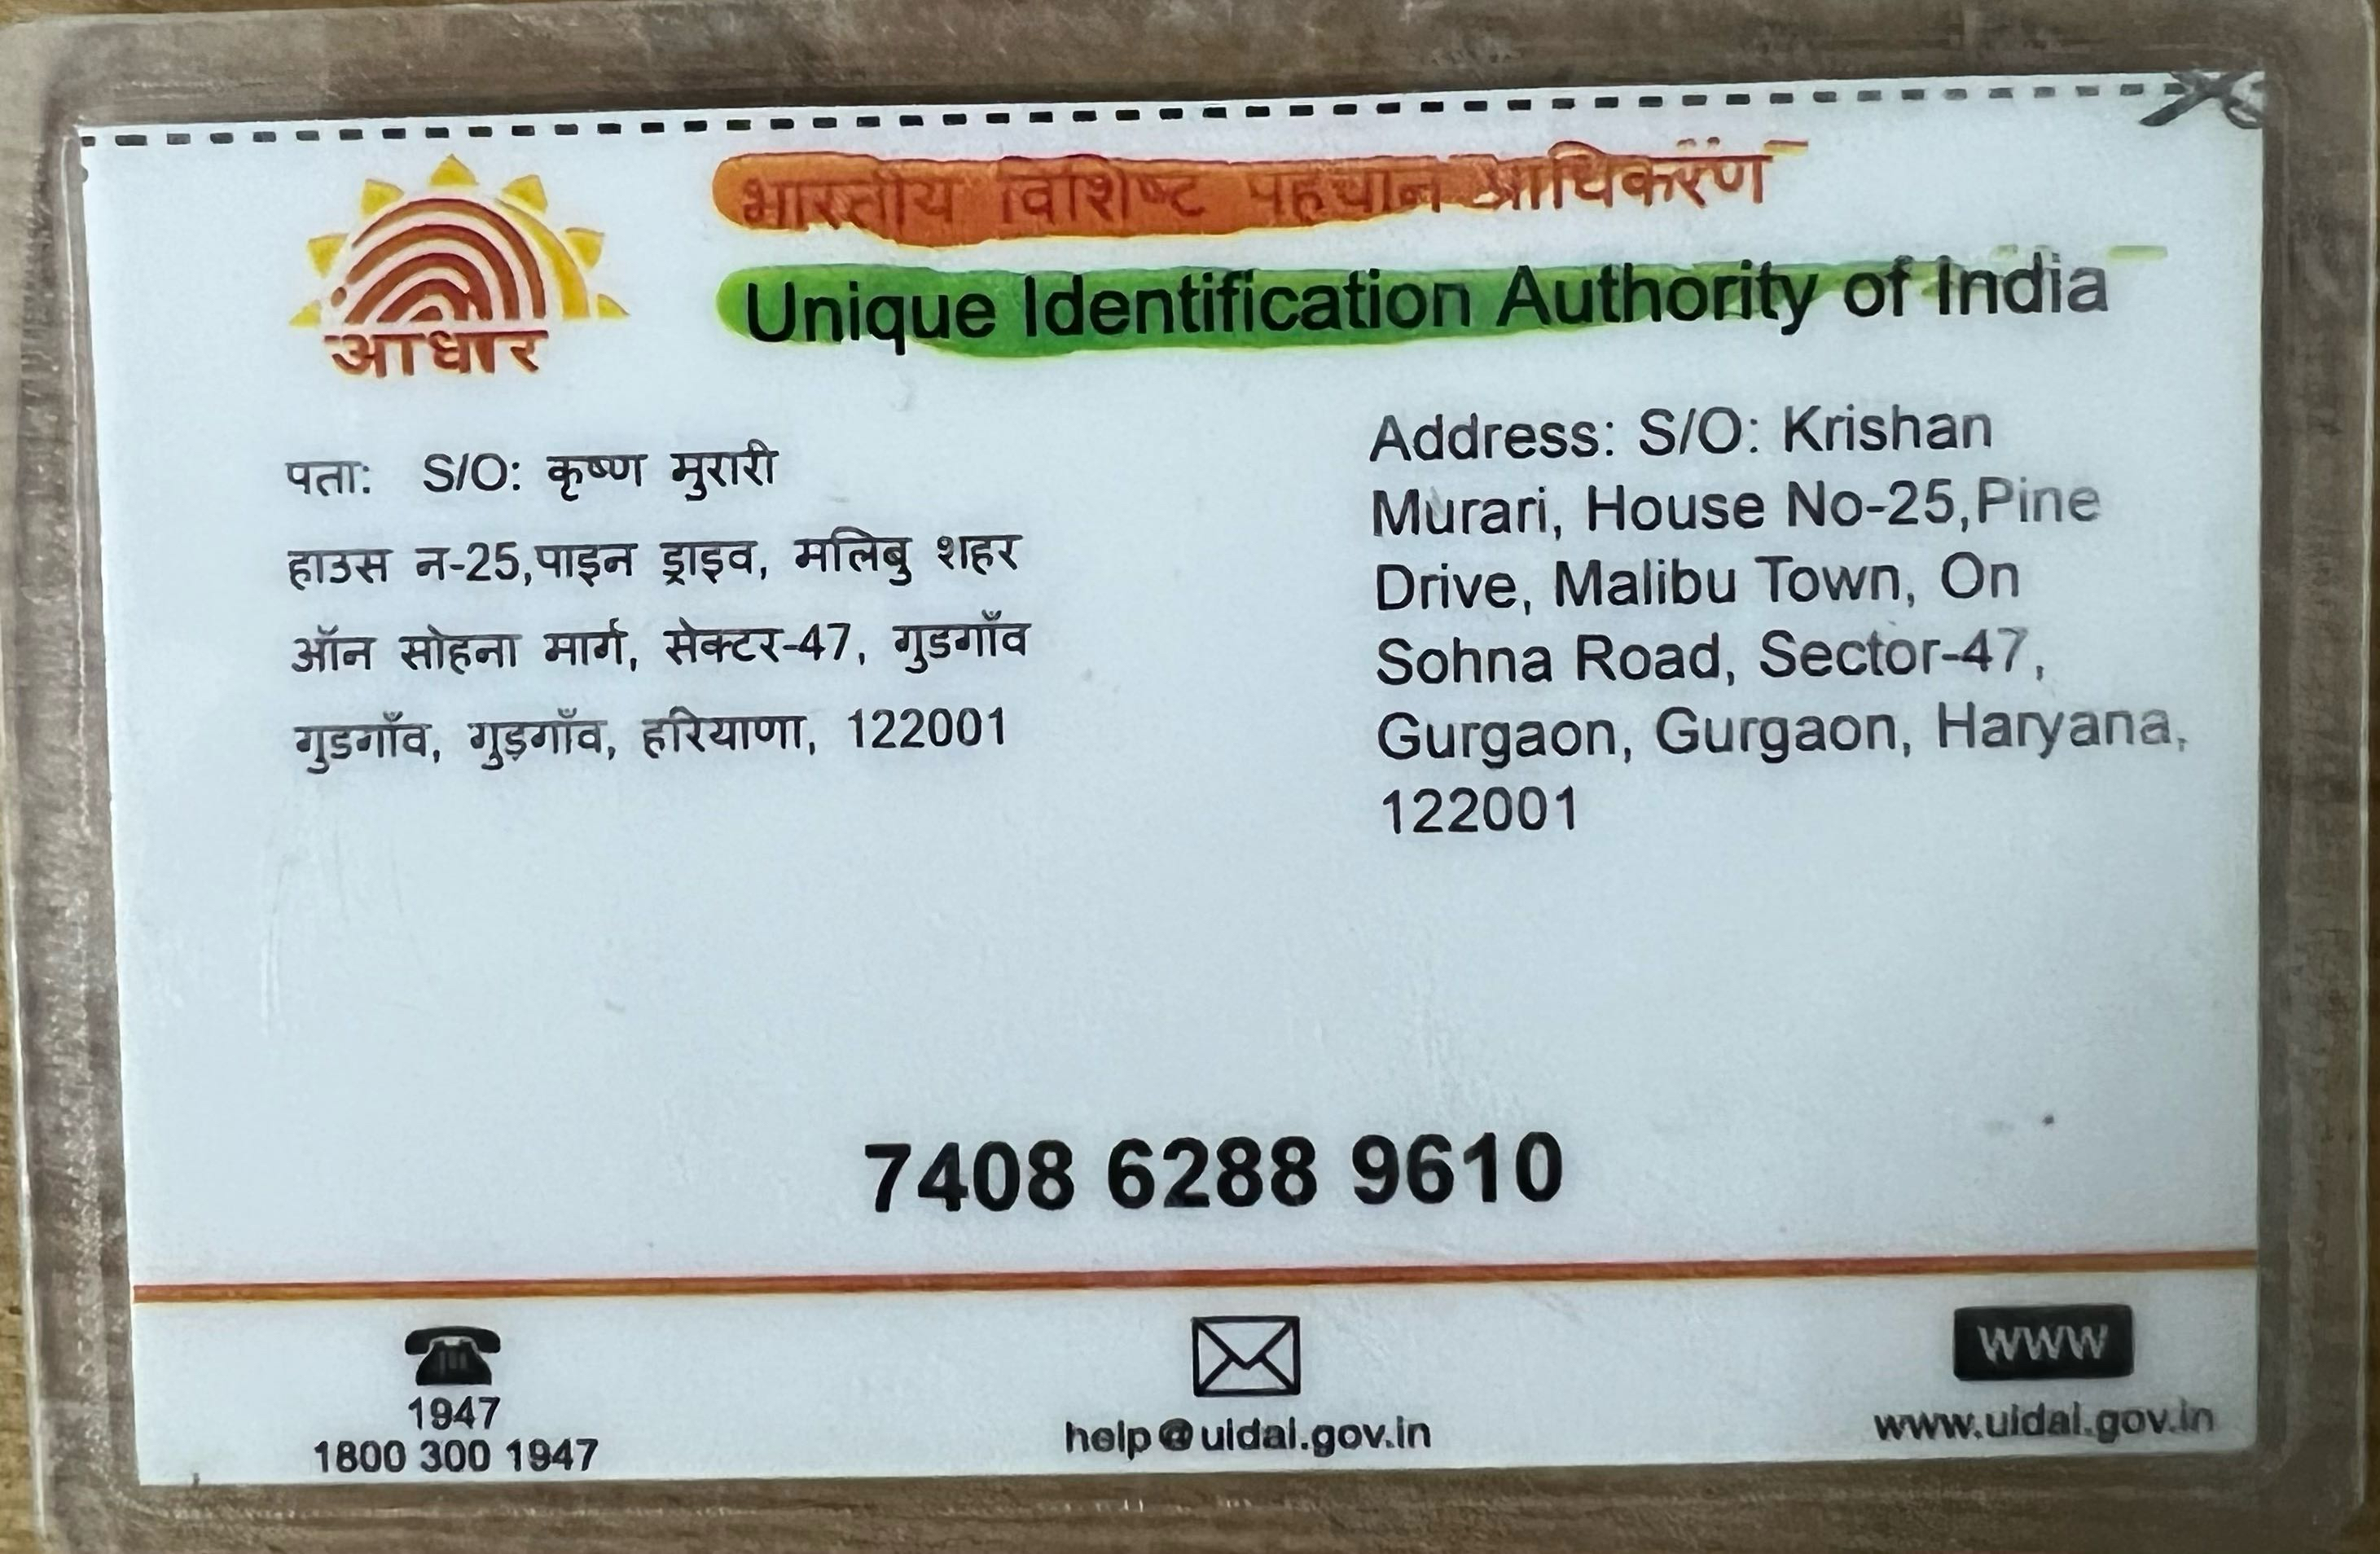 भारतीय विशिष्ट पहचान प्राधिकरण
Unique Identification Authority of India
आधार
पता: S/O: कृष्ण मुरारी
हाउस न-25,पाइन ड्राइव, मलिबु शहर
ऑन सोहना मार्ग, सेक्टर-47, गुडगाँव
गुडगाँव, गुड़गाँव, हरियाणा, 122001
Address: S/O: Krishan
Murari, House No-25,Pine
Drive, Malibu Town, On
Sohna Road, Sector-47,
Gurgaon, Gurgaon, Haryana,
122001
7408 6288 9610
1947
1800 300 1947
help@uidai.gov.in
WWW
www.uidai.gov.in